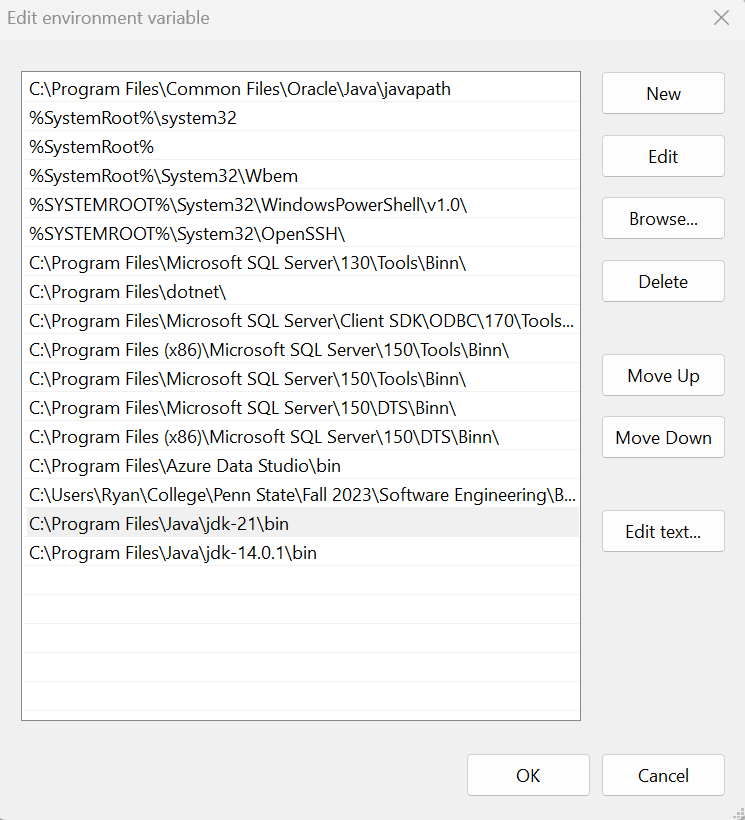 Edit environment variable
C:\Program Files\Common Files\Oracle\Java\javapath
%SystemRoot%\system32
%SystemRoot%
%SystemRoot%\System32\Wbem
%SYSTEMROOT%\System32\WindowsPowerShell\v1.0\
%SYSTEMROOT%\System32\OpenSSH\
C:\Program Files\Microsoft SQL Server\130\Tools\Binn\
C:\Program Files\dotnet\
C:\Program Files\Microsoft SQL Server\Client SDK\ODBC\170\Tools...
C:\Program Files (x86)\Microsoft SQL Server\150\Tools\Binn\
C:\Program Files\Microsoft SQL Server\150\Tools\Binn\
C:\Program Files\Microsoft SQL Server\150\DTS\Binn\
C:\Program Files (x86)\Microsoft SQL Server\150\DTS\Binn\
C:\Program Files\Azure Data Studio\bin
C:\Users\Ryan\College\Penn State\Fall 2023\Software Engineering\B...
C:\Program Files\Java\jdk-21\bin
C:\Program Files\Java\jdk-14.0.1\bin
New
Edit
Browse...
Delete
Move Up
Move Down
Edit text...
OK
Cancel